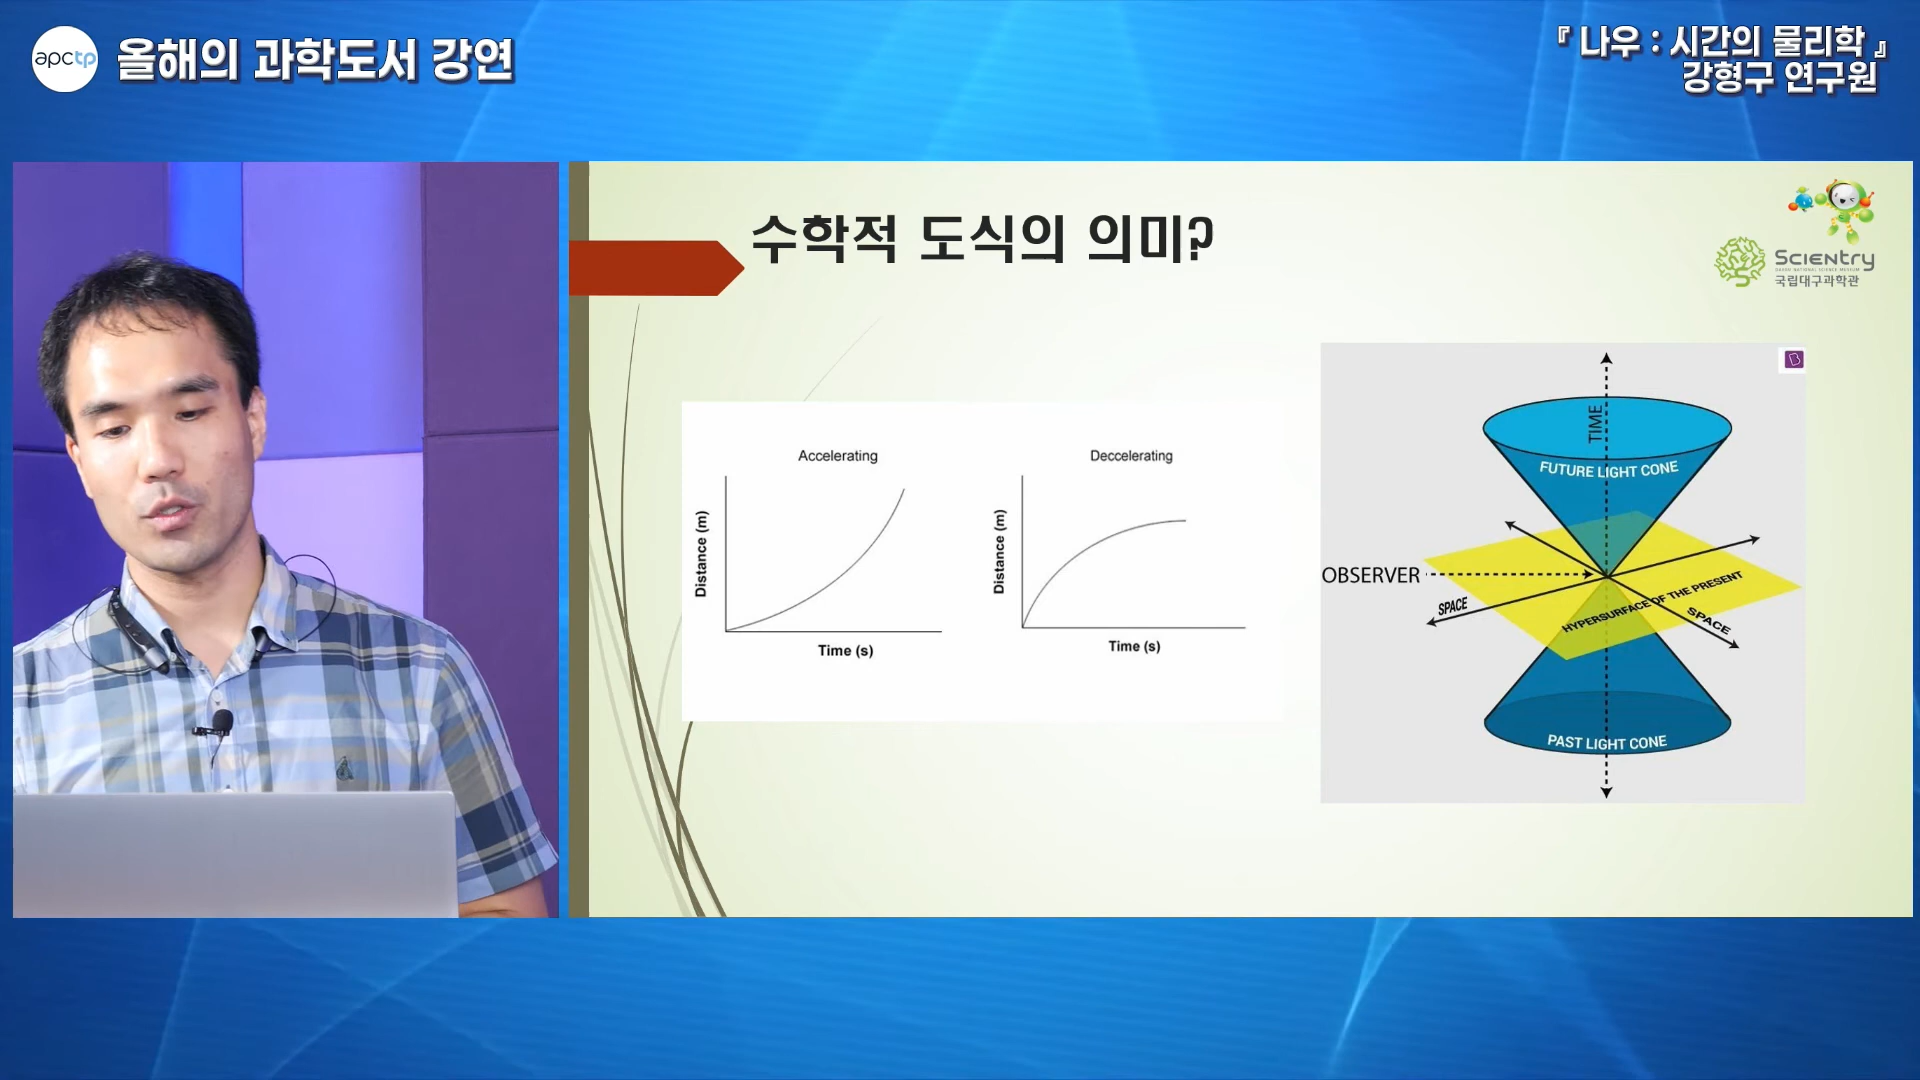 apctp 올해의 과학도서 강연
『 나우 : 시간의 물리학 』
강형구 연구원
수학적 도식의 의미?
Scientry
국립대구과학관
Accelerating
Distance (m)
Time (s)
Deccelerating
Distance (m)
Time (s)
TIME
FUTURE LIGHT CONE
OBSERVER
SPACE
HYPERSURFACE OF THE PRESENT
SPACE
PAST LIGHT CONE